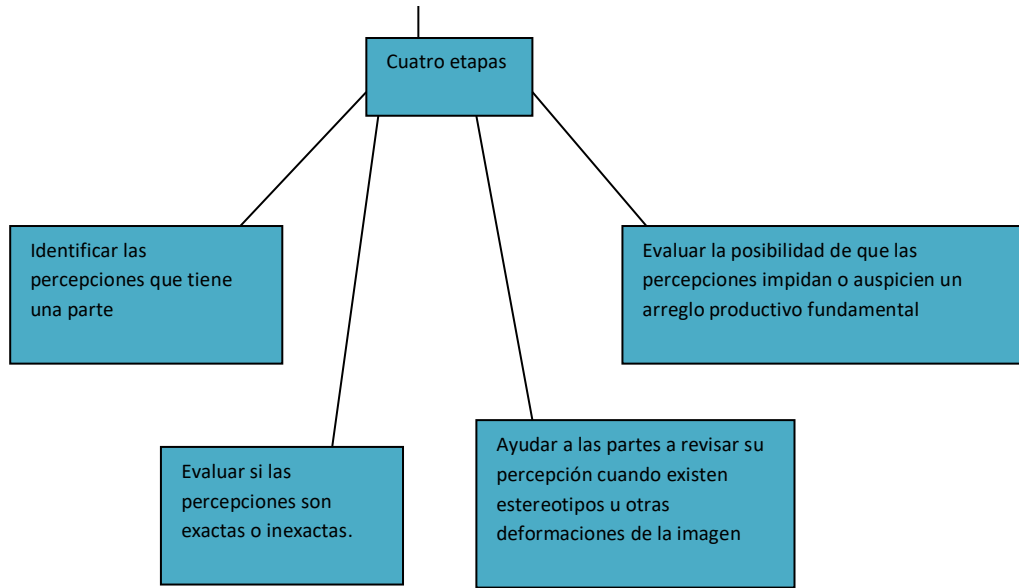 Cuatro etapas
Identificar las
percepciones que tiene
una parte
Evaluar la posibilidad de que las
percepciones impidan o auspicien un
arreglo productivo fundamental
Evaluar si las
percepciones son
exactas o inexactas.
Ayudar a las partes a revisar su
percepción cuando existen
estereotipos u otras
deformaciones de la imagen